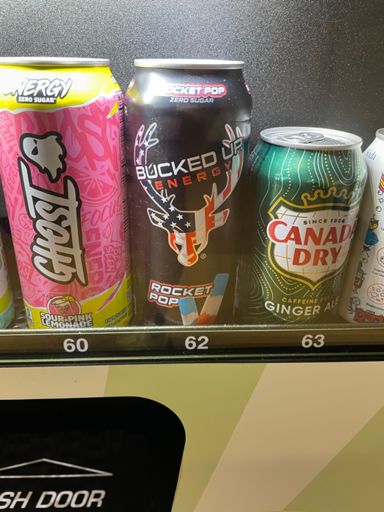 ENERGY
ZERO SUGAR
GHOST
SOUR PINK
LEMONADE
ROCKET POP
ZERO SUGAR
BUCKED UP
ENERGY
ROCKET
POP
SINCE 1904
CANADA
DRY
CAFFEINE
GINGER ALE
60
62
63
SH DOOR